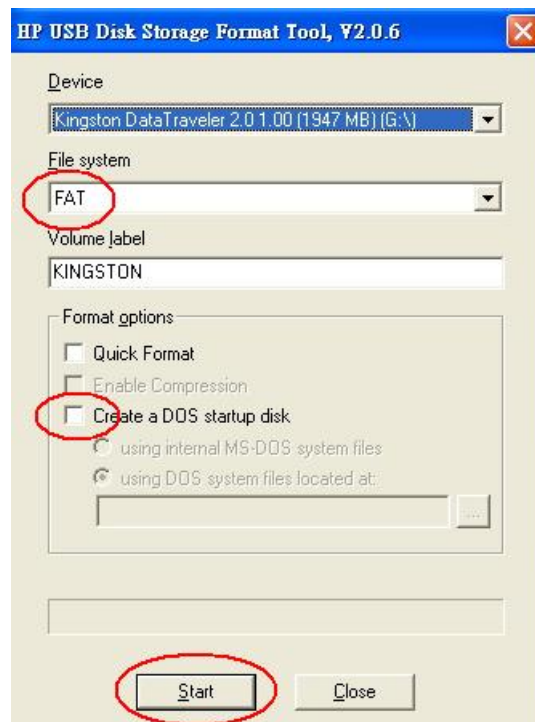 HP USB Disk Storage Format Tool, V2.0.6
Device
Kingston DataTraveler 2.0 1.00 (1947 MB) (G:\)
File system
FAT
Volume label
KINGSTON
Format options
Quick Format
Enable Compression
Create a DOS startup disk
using internal MS-DOS system files
using DOS system files located at:
...
Start Close